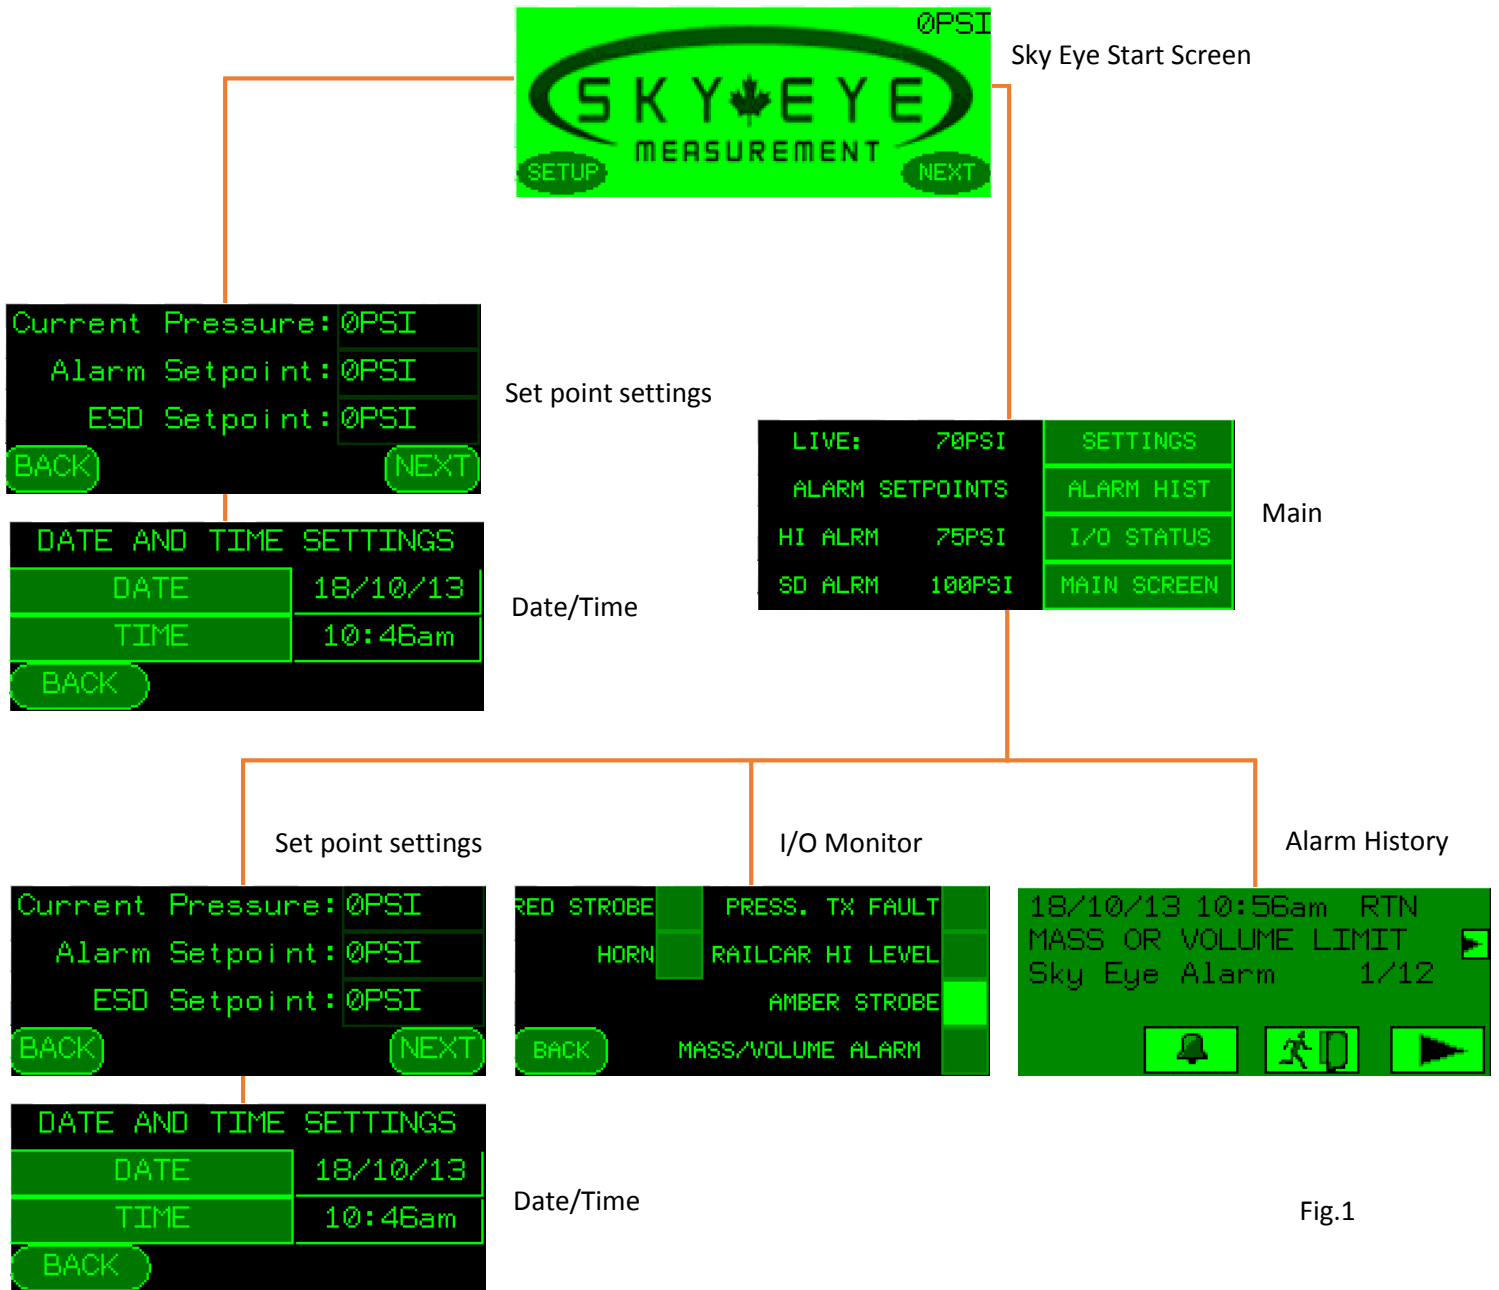 0PSI
Sky Eye Start Screen
SKY EYE
MEASUREMENT
SETUP
NEXT
Current Pressure: 0PSI
Alarm Setpoint: 0PSI
ESD Setpoint: 0PSI
BACK
NEXT
Set point settings
DATE AND TIME SETTINGS
DATE 18/10/13
TIME 10:46am
BACK
Date/Time
LIVE: 70PSI SETTINGS
ALARM SETPOINTS ALARM HIST
HI ALRM 75PSI I/O STATUS
SD ALRM 100PSI MAIN SCREEN
Main
Set point settings
Current Pressure: 0PSI
Alarm Setpoint: 0PSI
ESD Setpoint: 0PSI
BACK
NEXT
I/O Monitor
RED STROBE PRESS. TX FAULT
HORN RAILCAR HI LEVEL
AMBER STROBE
BACK MASS/VOLUME ALARM
Alarm History
18/10/13 10:56am RTN
MASS OR VOLUME LIMIT
Sky Eye Alarm 1/12
DATE AND TIME SETTINGS
DATE 18/10/13
TIME 10:46am
BACK
Date/Time
Fig.1